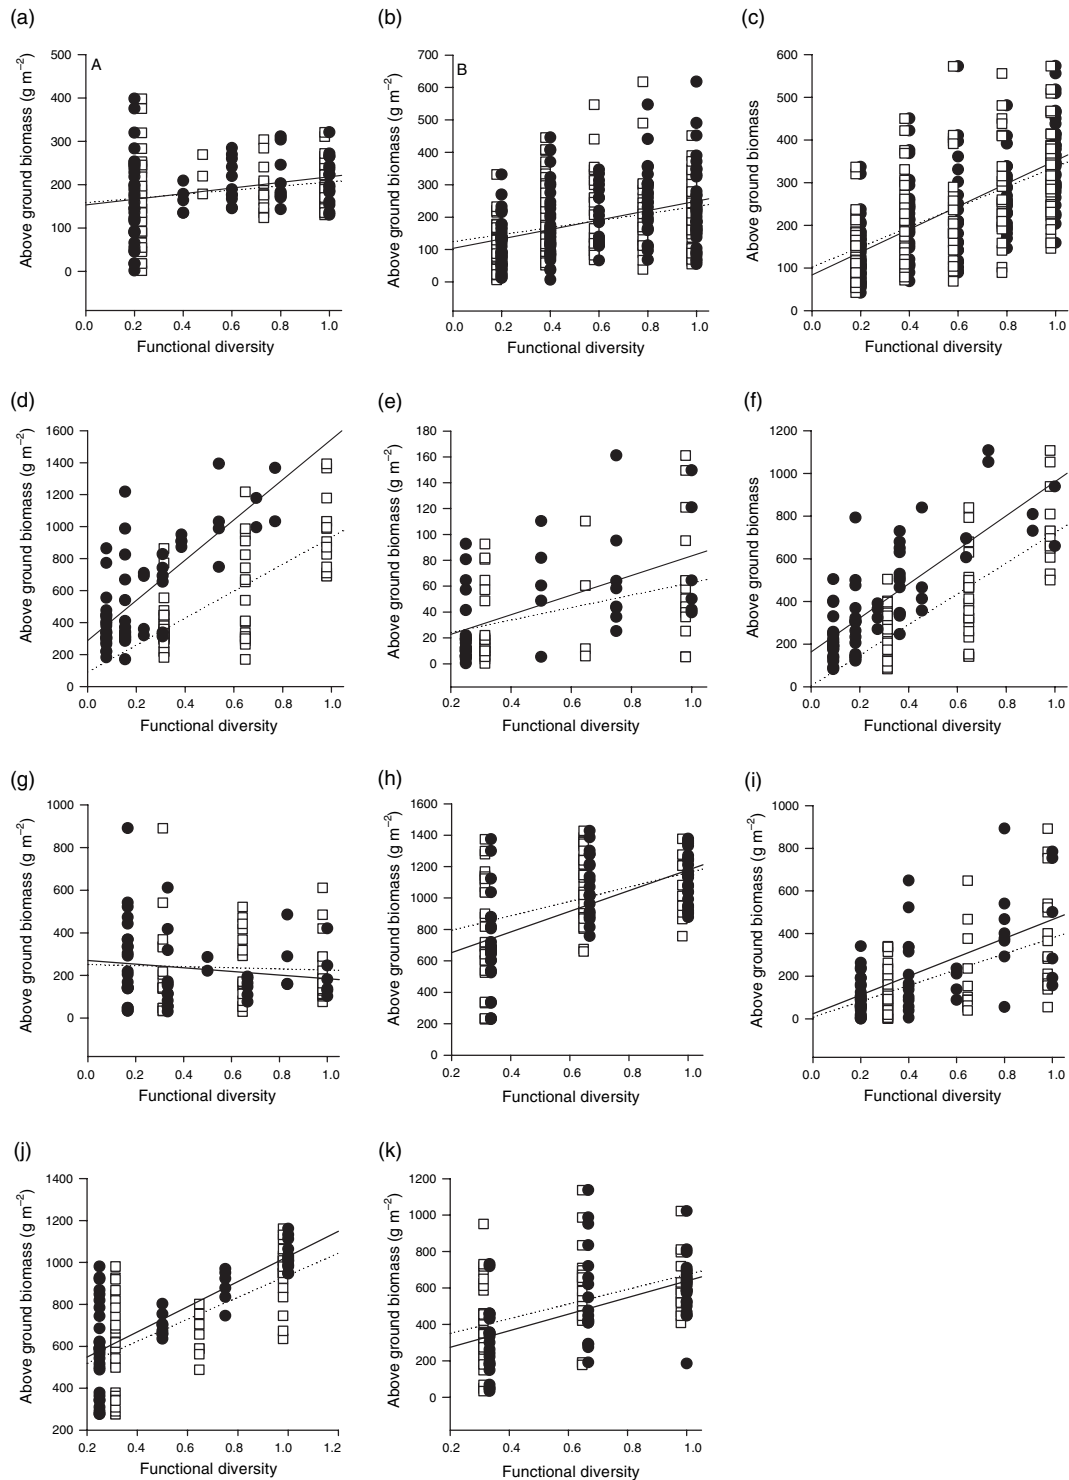 (a)
(b)
(c)
Above ground biomass (g m⁻²)
500
400
300
200
100
0
A
0.0 0.2 0.4 0.6 0.8 1.0
Functional diversity
Above ground biomass (g m⁻²)
700
600
500
400
300
200
100
0
B
0.0 0.2 0.4 0.6 0.8 1.0
Functional diversity
Above ground biomass
600
500
400
300
200
100
0
0.0 0.2 0.4 0.6 0.8 1.0
Functional diversity
(d)
(e)
(f)
Above ground biomass (g m⁻²)
1600
1400
1200
1000
800
600
400
200
0
0.0 0.2 0.4 0.6 0.8 1.0
Functional diversity
Above ground biomass (g m⁻²)
180
160
140
120
100
80
60
40
20
0
0.2 0.4 0.6 0.8 1.0
Functional diversity
Above ground biomass
1200
1000
800
600
400
200
0
0.0 0.2 0.4 0.6 0.8 1.0
Functional diversity
(g)
(h)
(i)
Above ground biomass (g m⁻²)
1000
800
600
400
200
0
0.0 0.2 0.4 0.6 0.8 1.0
Functional diversity
Above ground biomass (g m⁻²)
1600
1400
1200
1000
800
600
400
200
0
0.2 0.4 0.6 0.8 1.0
Functional diversity
Above ground biomass (g m⁻²)
1000
800
600
400
200
0
0.0 0.2 0.4 0.6 0.8 1.0
Functional diversity
(j)
(k)
Above ground biomass (g m⁻²)
1400
1200
1000
800
600
400
200
0.2 0.4 0.6 0.8 1.0 1.2
Functional diversity
Above ground biomass (g m⁻²)
1200
1000
800
600
400
200
0
0.2 0.4 0.6 0.8 1.0
Functional diversity